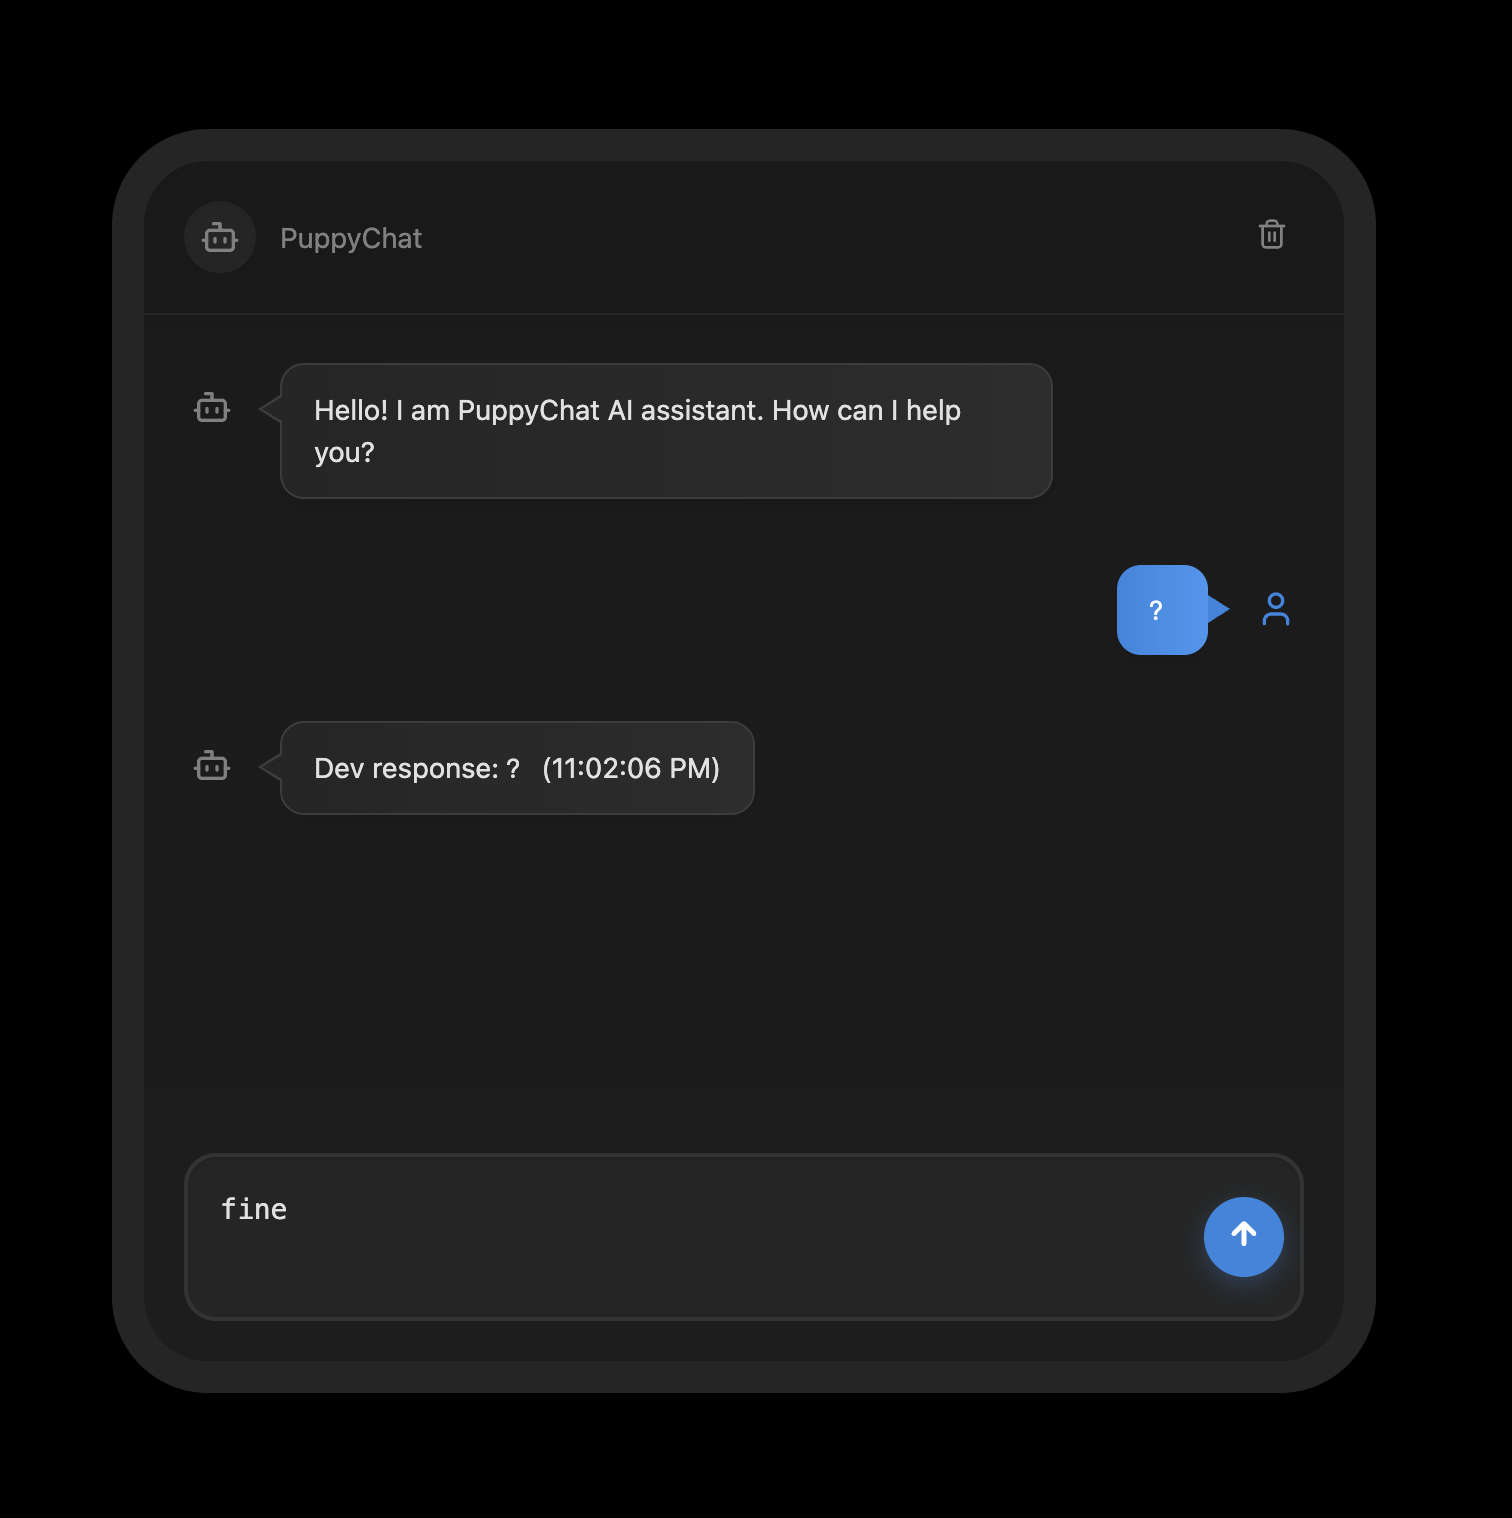 PuppyChat
Hello! I am PuppyChat AI assistant. How can I help
you?
?
Dev response: ? (11:02:06 PM)
fine